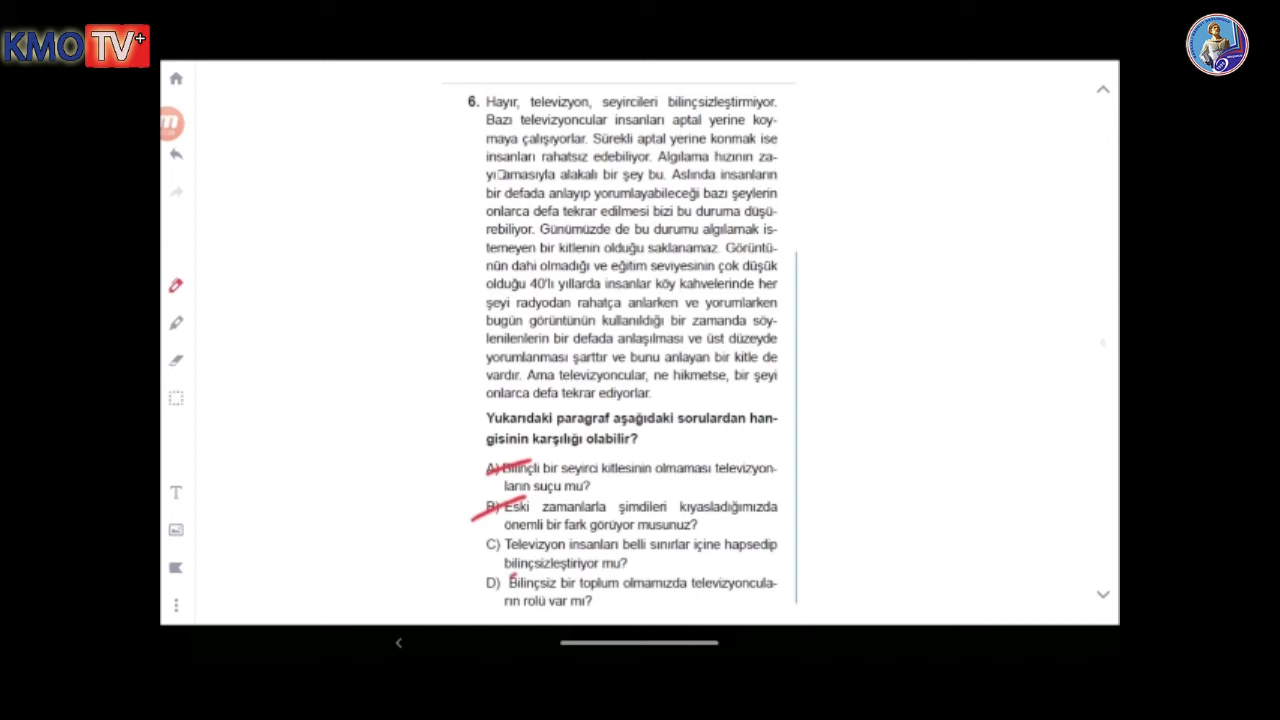 KMO TV+
6. Hayır, televizyon, seyircileri bilinçsizleştirmiyor.
Bazı televizyoncular insanları aptal yerine koy-
maya çalışıyorlar. Sürekli aptal yerine konmak ise
insanları rahatsız edebiliyor. Algılama hızının za-
yı□amasıyla alakalı bir şey bu. Aslında insanların
bir defada anlayıp yorumlayabileceği bazı şeylerin
onlarca defa tekrar edilmesi bizi bu duruma düşü-
rebiliyor. Günümüzde de bu durumu algılamak is-
temeyen bir kitlenin olduğu saklanamaz. Görüntü-
nün dahi olmadığı ve eğitim seviyesinin çok düşük
olduğu 40'lı yıllarda insanlar köy kahvelerinde her
şeyi radyodan rahatça anlarken ve yorumlarken
bugün görüntünün kullanıldığı bir zamanda söy-
lenilenlerin bir defada anlaşılması ve üst düzeyde
yorumlanması şarttır ve bunu anlayan bir kitle de
vardır. Ama televizyoncular, ne hikmetse, bir şeyi
onlarca defa tekrar ediyorlar.
Yukarıdaki paragraf aşağıdaki sorulardan han-
gisinin karşılığı olabilir?
A) Bilinçli bir seyirci kitlesinin olmaması televizyon-
ların suçu mu?
B) Eski zamanlarla şimdileri kıyasladığımızda
önemli bir fark görüyor musunuz?
C) Televizyon insanları belli sınırlar içine hapsedip
bilinçsizleştiriyor mu?
D) Bilinçsiz bir toplum olmamızda televizyoncula-
rın rolü var mı?